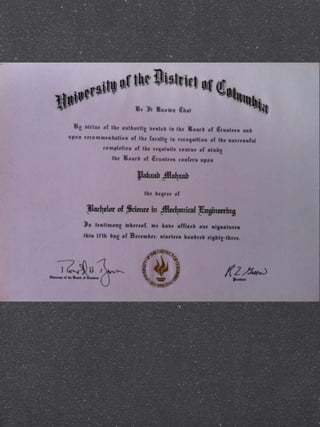 University of the District of Columbia
Be It Known That
By virtue of the authority vested in the Board of Trustees and
upon recommendation of the faculty in recognition of the successful
completion of the requisite course of study
the Board of Trustees confers upon
the degree of
Bachelor of Science in Mechanical Engineering
In testimony whereof, we have affixed our signatures
this 17th day of December, nineteen hundred eighty-three.
Chairman of the Board of Trustees
President